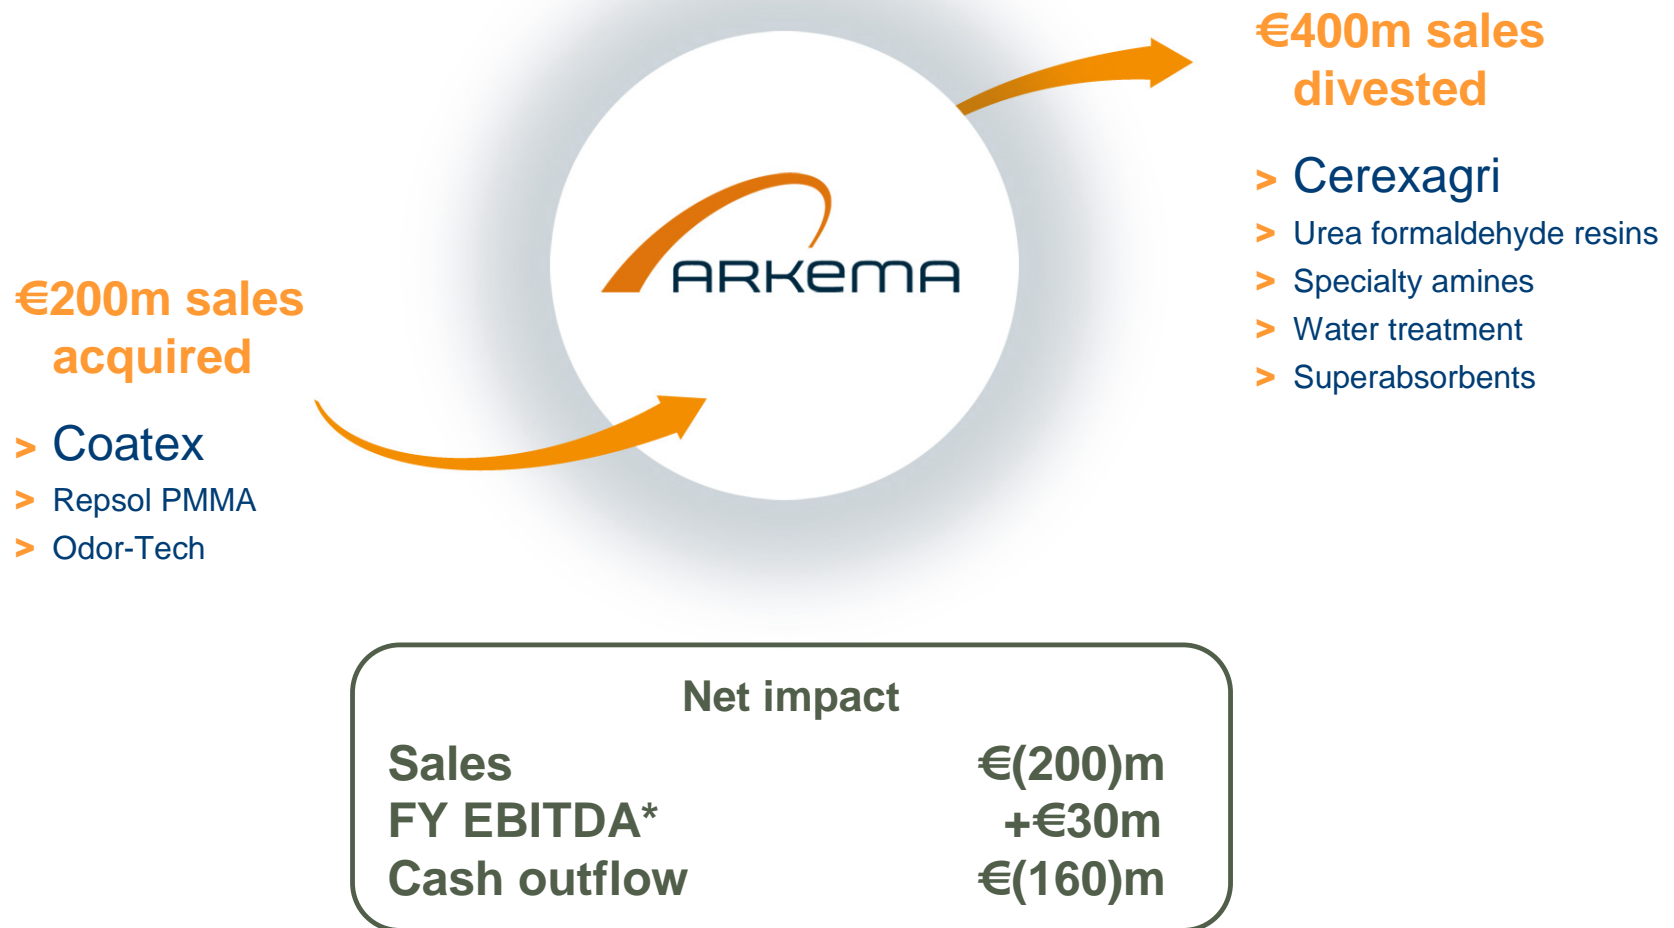 €200m sales
acquired
> Coatex
> Repsol PMMA
> Odor-Tech
ARKEMA
€400m sales
divested
> Cerexagri
> Urea formaldehyde resins
> Specialty amines
> Water treatment
> Superabsorbents
Net impact
Sales €(200)m
FY EBITDA* +€30m
Cash outflow €(160)m